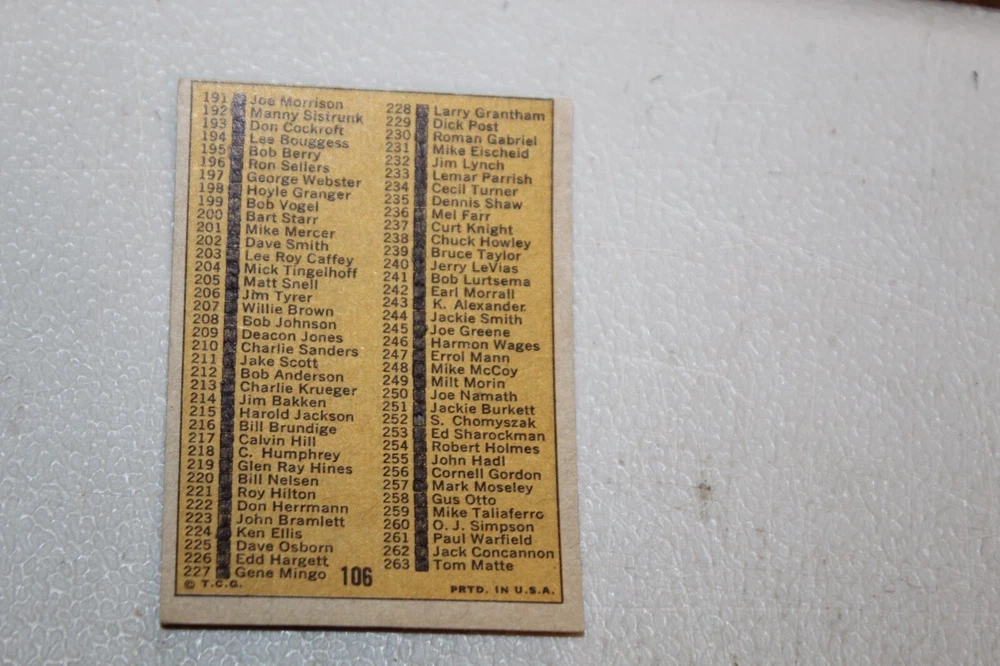 191 Joe Morrison
192 Manny Sistrunk
193 Don Cockroft
194 Lee Bouggess
195 Bob Berry
196 Ron Sellers
197 George Webster
198 Hoyle Granger
199 Bob Vogel
200 Bart Starr
201 Mike Mercer
202 Dave Smith
203 Lee Roy Caffey
204 Mick Tingelhoff
205 Matt Snell
206 Jim Tyrer
207 Willie Brown
208 Bob Johnson
209 Deacon Jones
210 Charlie Sanders
211 Jake Scott
212 Bob Anderson
213 Charlie Krueger
214 Jim Bakken
215 Harold Jackson
216 Bill Brundige
217 Calvin Hill
218 C. Humphrey
219 Glen Ray Hines
220 Bill Nelsen
221 Roy Hilton
222 Don Herrmann
223 John Bramlett
224 Ken Ellis
225 Dave Osborn
226 Edd Hargett
227 Gene Mingo
228 Larry Grantham
229 Dick Post
230 Roman Gabriel
231 Mike Eischeid
232 Jim Lynch
233 Lemar Parrish
234 Cecil Turner
235 Dennis Shaw
236 Mel Farr
237 Curt Knight
238 Chuck Howley
239 Bruce Taylor
240 Jerry LeVias
241 Bob Lurtsema
242 Earl Morrall
243 K. Alexander
244 Jackie Smith
245 Joe Greene
246 Harmon Wages
247 Errol Mann
248 Mike McCoy
249 Milt Morin
250 Joe Namath
251 Jackie Burkett
252 S. Chomyszak
253 Ed Sharockman
254 Robert Holmes
255 John Hadl
256 Cornell Gordon
257 Mark Moseley
258 Gus Otto
259 Mike Taliaferro
260 O. J. Simpson
261 Paul Warfield
262 Jack Concannon
263 Tom Matte
© T.C.G. 106 PRTD. IN U.S.A.